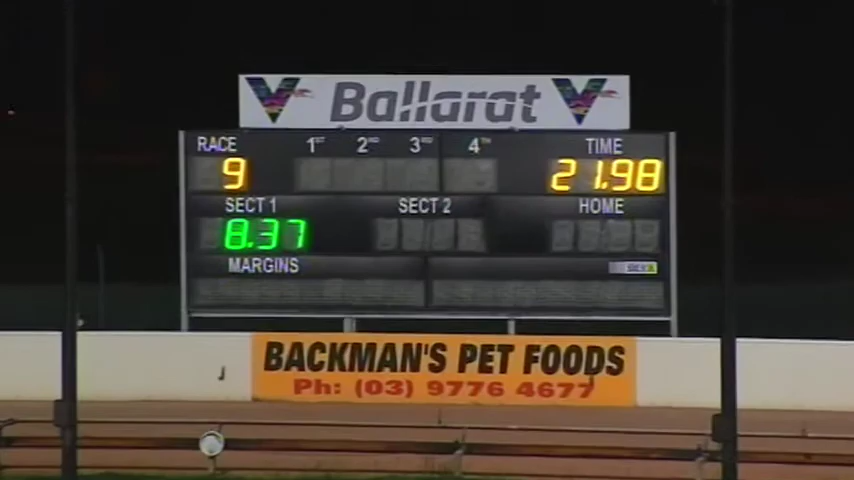 Ballarat
RACE 1ST 2ND 3RD 4TH TIME
9 21.98
SECT 1 SECT 2 HOME
8.37
MARGINS
BACKMAN'S PET FOODS
Ph: (03) 9776 4677